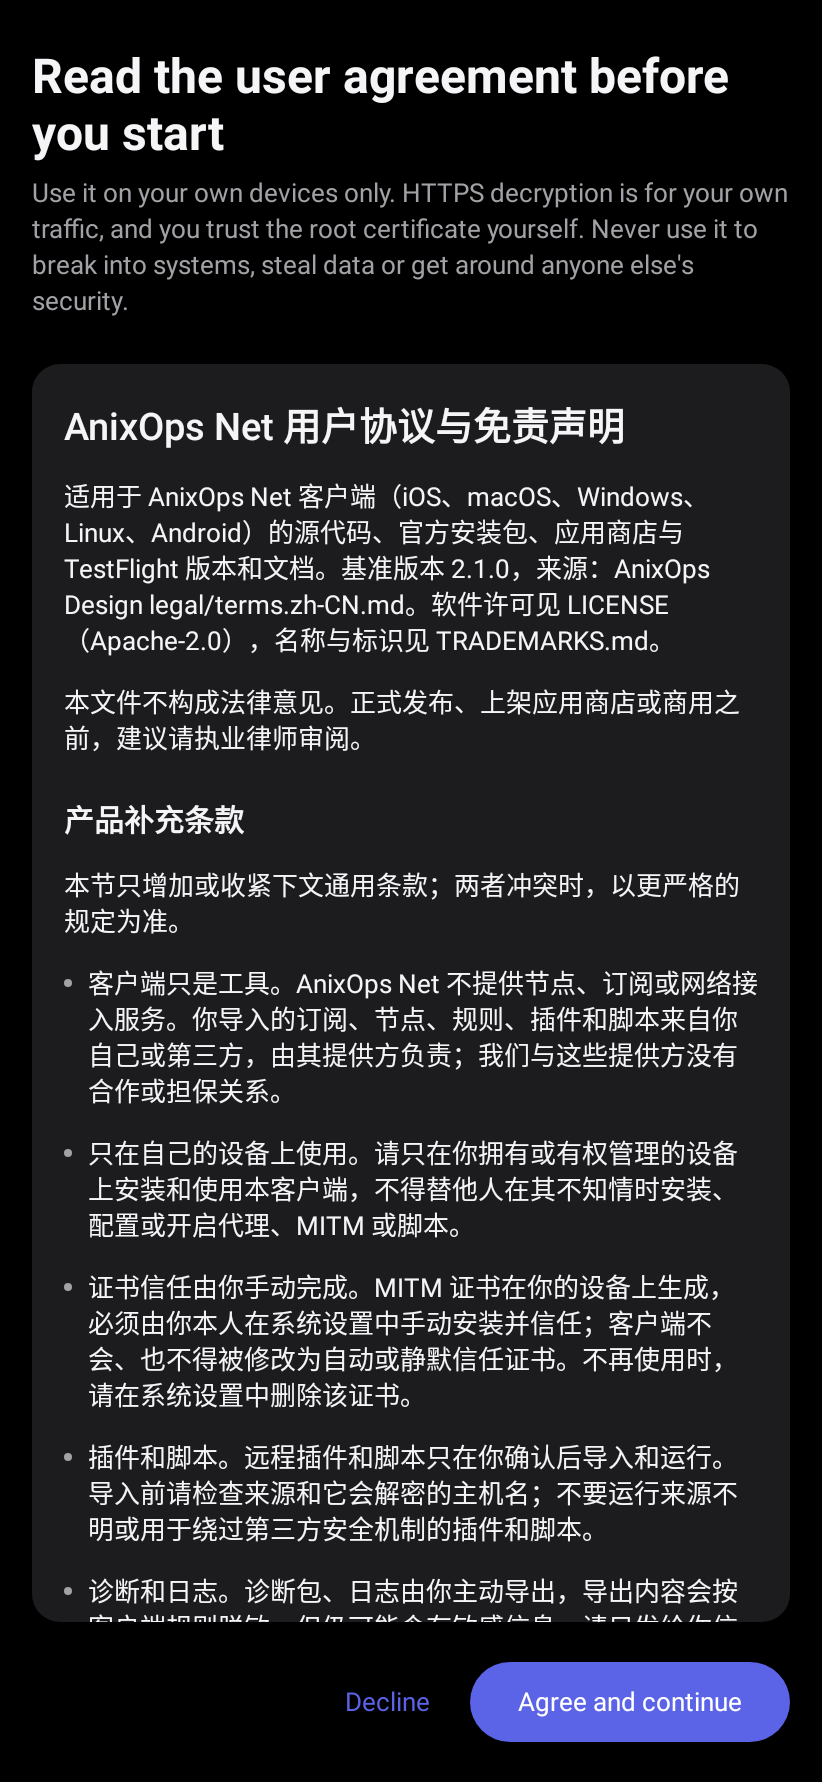 Read the user agreement before
you start
Use it on your own devices only. HTTPS decryption is for your own
traffic, and you trust the root certificate yourself. Never use it to
break into systems, steal data or get around anyone else's
security.
AnixOps Net 用户协议与免责声明
适用于 AnixOps Net 客户端（iOS、macOS、Windows、
Linux、Android）的源代码、官方安装包、应用商店与
TestFlight 版本和文档。基准版本 2.1.0，来源：AnixOps
Design legal/terms.zh-CN.md。软件许可见 LICENSE
（Apache-2.0），名称与标识见 TRADEMARKS.md。
本文件不构成法律意见。正式发布、上架应用商店或商用之
前，建议请执业律师审阅。
产品补充条款
本节只增加或收紧下文通用条款；两者冲突时，以更严格的
规定为准。
• 客户端只是工具。AnixOps Net 不提供节点、订阅或网络接
入服务。你导入的订阅、节点、规则、插件和脚本来自你
自己或第三方，由其提供方负责；我们与这些提供方没有
合作或担保关系。
• 只在自己的设备上使用。请只在你拥有或有权管理的设备
上安装和使用本客户端，不得替他人在其不知情时安装、
配置或开启代理、MITM 或脚本。
• 证书信任由你手动完成。MITM 证书在你的设备上生成，
必须由你本人在系统设置中手动安装并信任；客户端不
会、也不得被修改为自动或静默信任证书。不再使用时，
请在系统设置中删除该证书。
• 插件和脚本。远程插件和脚本只在你确认后导入和运行。
导入前请检查来源和它会解密的主机名；不要运行来源不
明或用于绕过第三方安全机制的插件和脚本。
• 诊断和日志。诊断包、日志由你主动导出，导出内容会按
Decline
Agree and continue